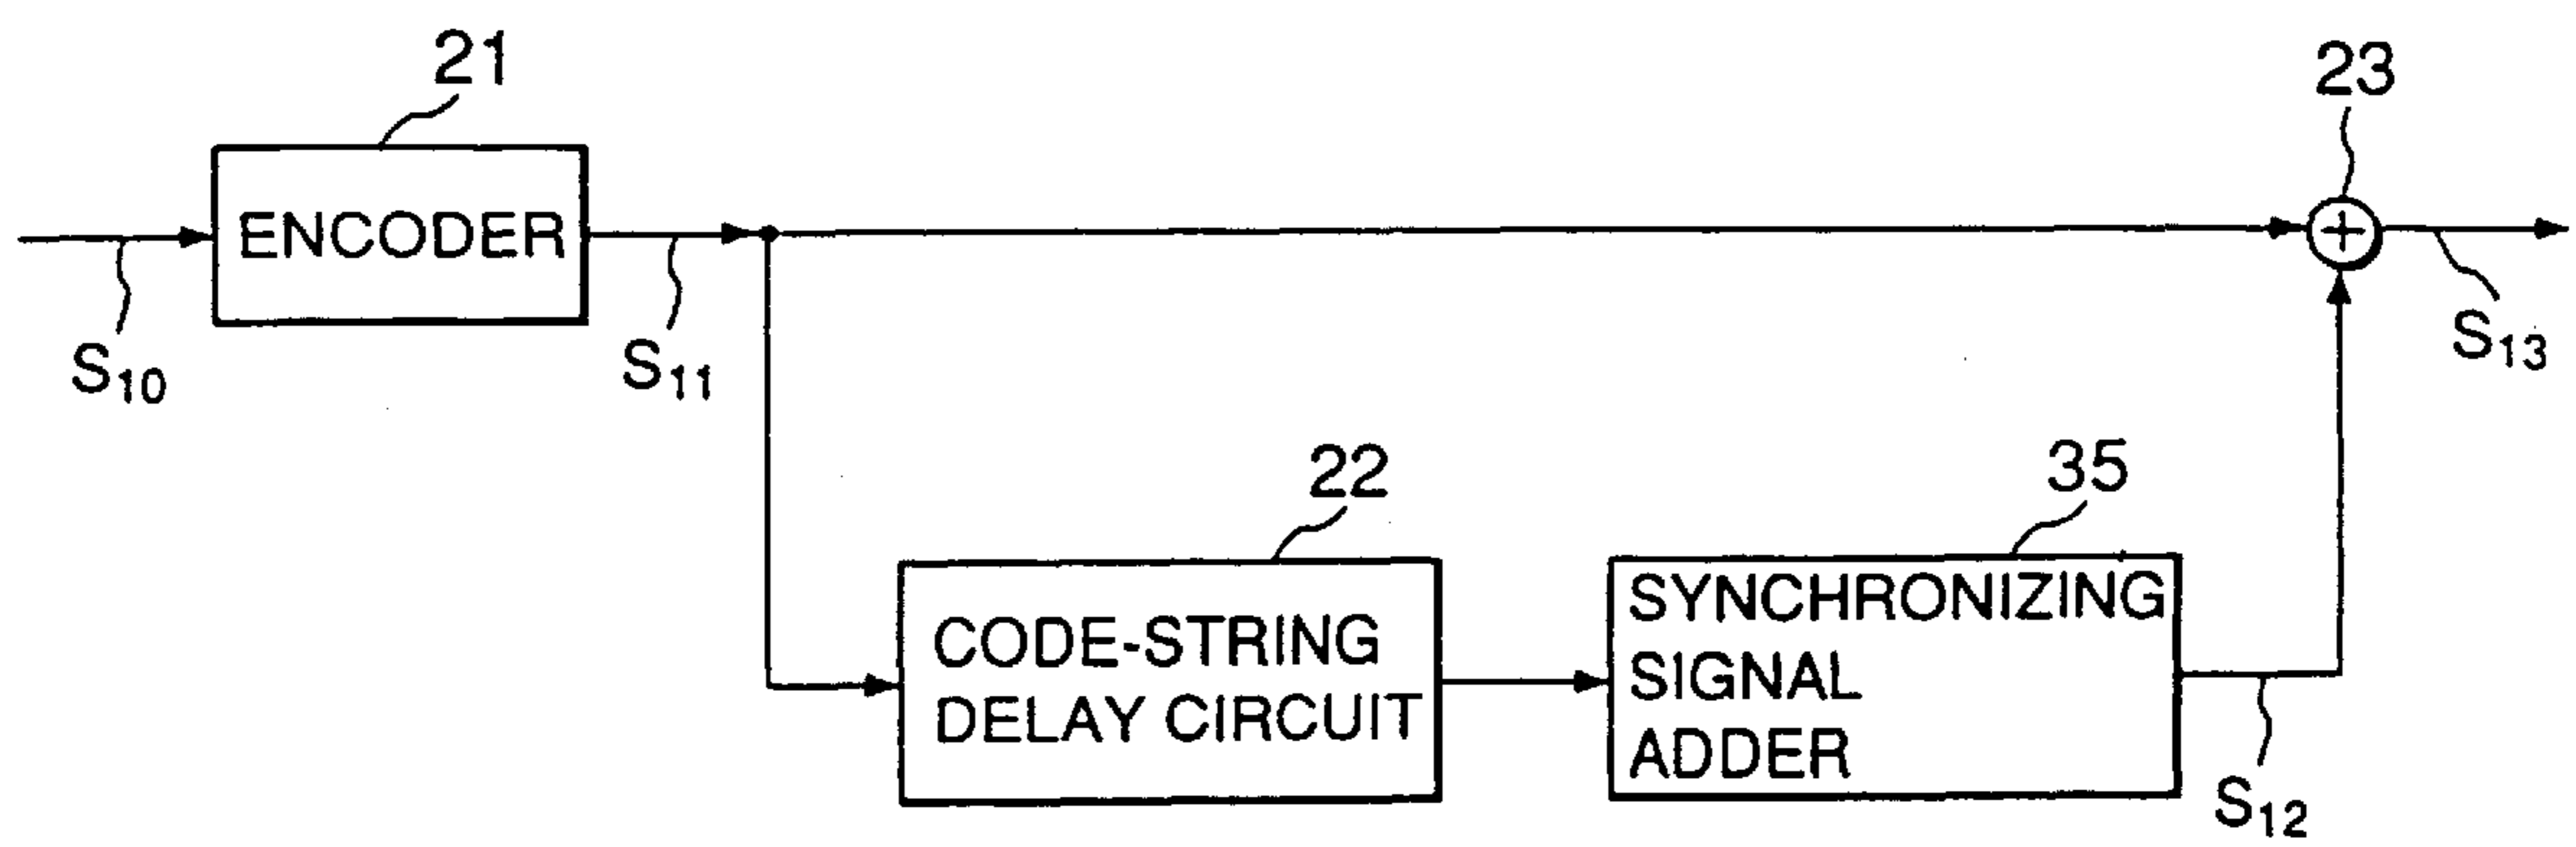 21
23
ENCODER
+
S10
S11
S13
22
35
CODE-STRING
DELAY CIRCUIT
SYNCHRONIZING
SIGNAL
ADDER
S12